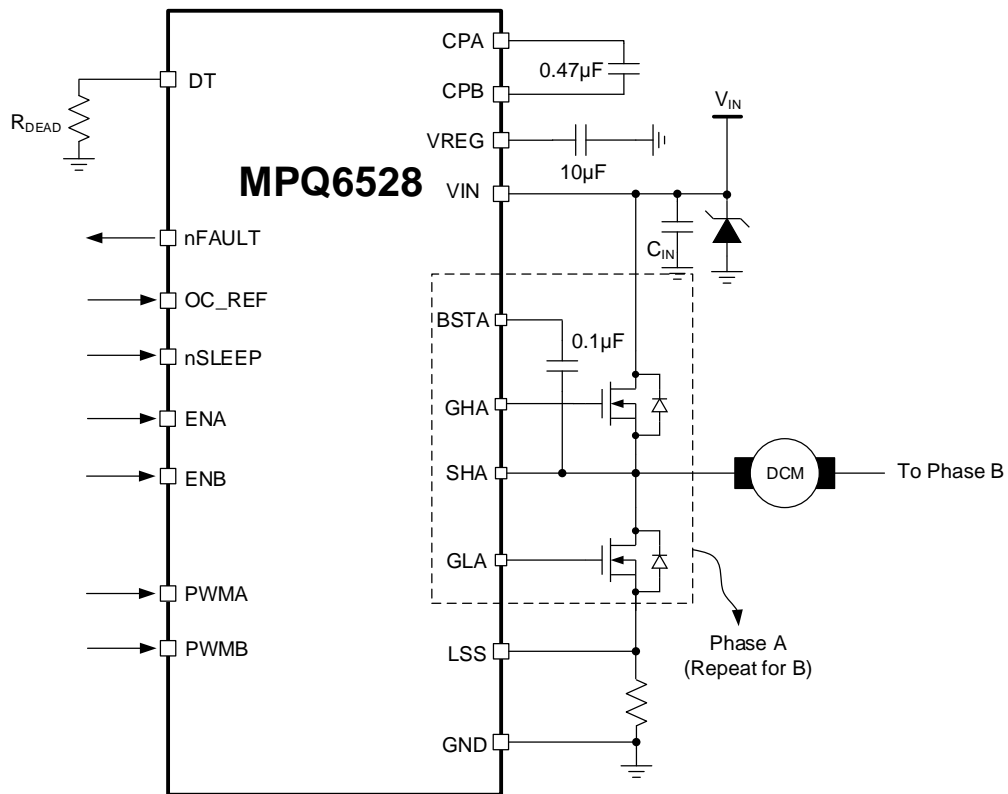 CPA
0.47µF
DT
CPB
V_IN
R_DEAD
VREG
10µF
MPQ6528
VIN
nFAULT
C_IN
OC_REF
BSTA
0.1µF
nSLEEP
GHA
ENA
SHA
DCM
To Phase B
ENB
GLA
PWMA
PWMB
LSS
Phase A
(Repeat for B)
GND